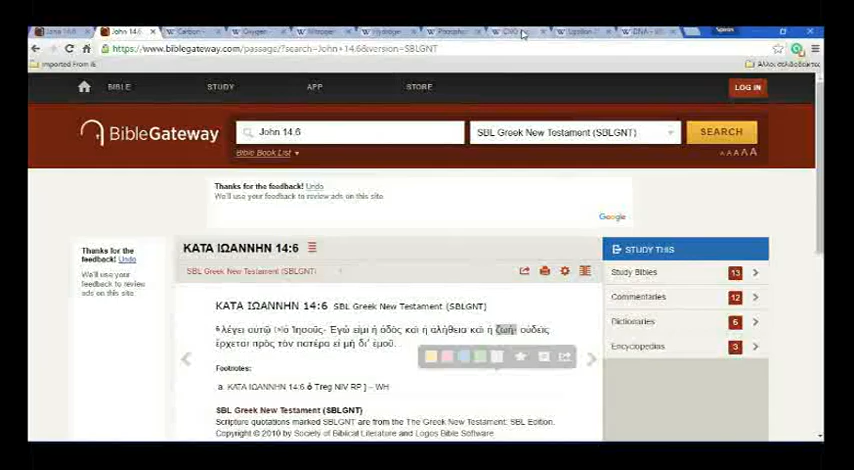 John 14:6
Oxygen
https://www.biblegateway.com/passage/?search=John+14.6&version=SBLGNT
BIBLE STUDY APP STORE LOG IN
BibleGateway
John 14.6
SBL Greek New Testament (SBLGNT)
SEARCH
Bible Book List
A A A A A
Thanks for the feedback! Undo
We'll use your feedback to review ads on this site
Google
Thanks for the
feedback! Undo
We'll use your
feedback to review
ads on this site
ΚΑΤΑ ΙΩΑΝΝΗΝ 14:6
SBL Greek New Testament (SBLGNT)
ΚΑΤΑ ΙΩΑΝΝΗΝ 14:6 SBL Greek New Testament (SBLGNT)
6 λέγει αὐτῷ [a]ὁ Ἰησοῦς· Ἐγώ εἰμι ἡ ὁδὸς καὶ ἡ ἀλήθεια καὶ ἡ ζωή· οὐδεὶς
ἔρχεται πρὸς τὸν πατέρα εἰ μὴ δι’ ἐμοῦ.
Footnotes:
a. ΚΑΤΑ ΙΩΑΝΝΗΝ 14:6 ὁ Treg NIV RP ] – WH
SBL Greek New Testament (SBLGNT)
Scripture quotations marked SBLGNT are from the The Greek New Testament: SBL Edition.
Copyright © 2010 by Society of Biblical Literature and Logos Bible Software
STUDY THIS
Study Bibles 13
Commentaries 12
Dictionaries 6
Encyclopedias 3